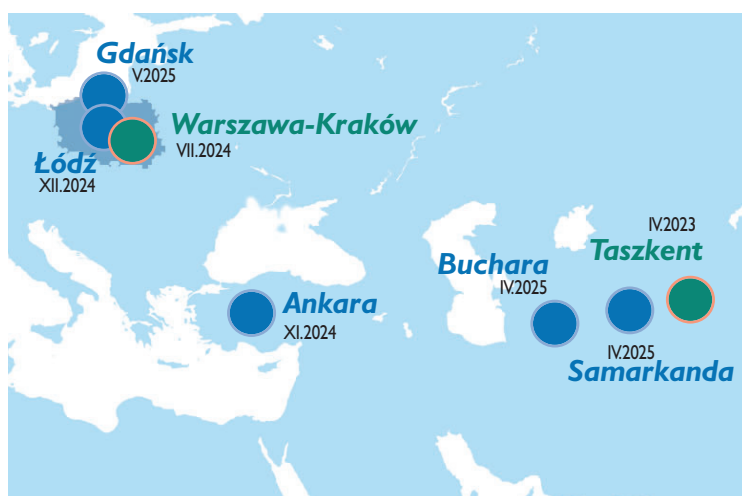 Gdańsk
V.2025
Warszawa-Kraków
VII.2024
Łódź
XII.2024
Ankara
XI.2024
Buchara
IV.2025
IV.2023
Taszkent
IV.2025
Samarkanda